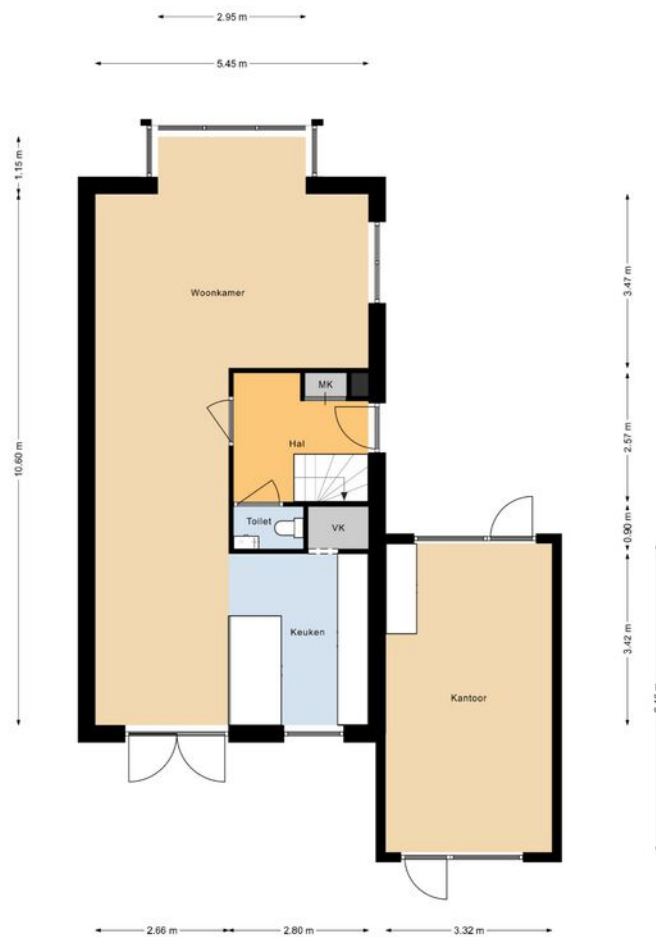 2.95 m
5.45 m
1.15 m
10.60 m
3.47 m
2.57 m
0.90 m
3.42 m
Woonkamer
MK
Hal
Toilet
VK
Keuken
Kantoor
2.66 m
2.80 m
3.32 m